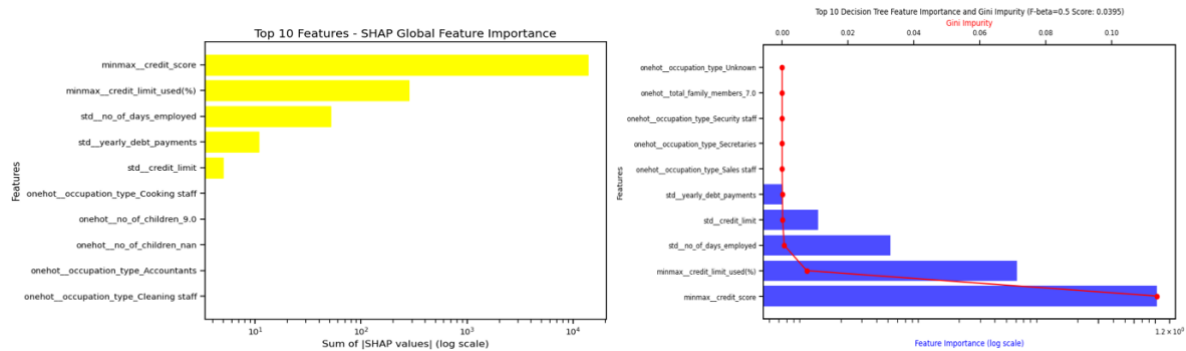 Top 10 Features - SHAP Global Feature Importance
Features
minmax__credit_score
minmax__credit_limit_used(%)
std__no_of_days_employed
std__yearly_debt_payments
std__credit_limit
onehot__occupation_type_Cooking staff
onehot__no_of_children_9.0
onehot__no_of_children_nan
onehot__occupation_type_Accountants
onehot__occupation_type_Cleaning staff
10¹ 10² 10³ 10⁴
Sum of |SHAP values| (log scale)
Top 10 Decision Tree Feature Importance and Gini Impurity (F-beta=0.5 Score: 0.0395)
Gini Impurity
0.00 0.02 0.04 0.06 0.08 0.10
Features
onehot__occupation_type_Unknown
onehot__total_family_members_7.0
onehot__occupation_type_Security staff
onehot__occupation_type_Secretaries
onehot__occupation_type_Sales staff
std__yearly_debt_payments
std__credit_limit
std__no_of_days_employed
minmax__credit_limit_used(%)
minmax__credit_score
1.2 × 10⁰
Feature Importance (log scale)